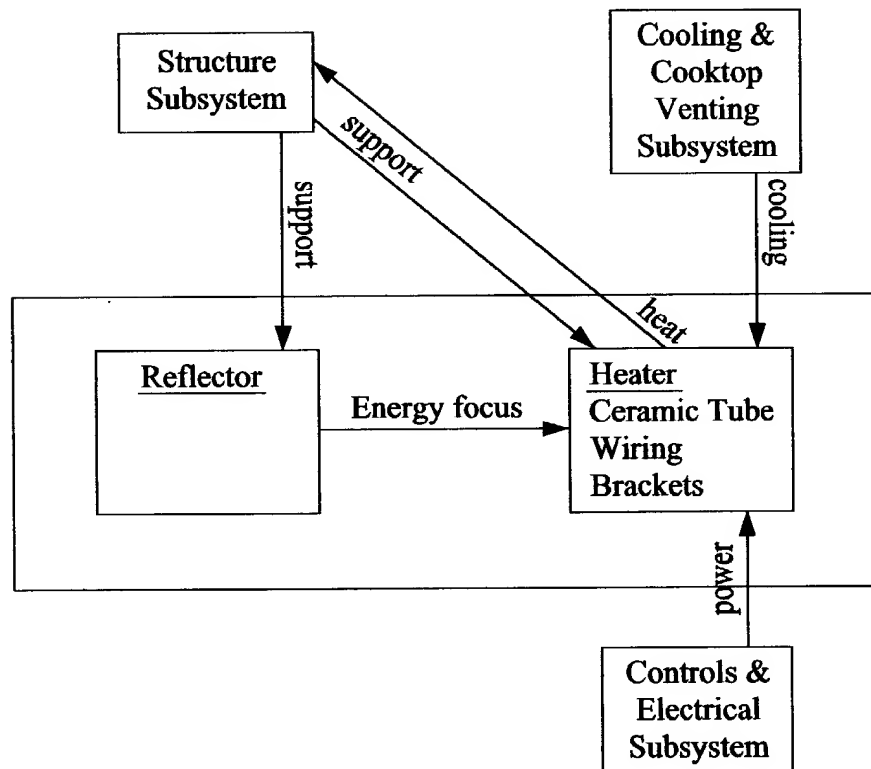 Structure
Subsystem
Cooling &
Cooktop
Venting
Subsystem
support
support
cooling
heat
Reflector
Energy focus
Heater
Ceramic Tube
Wiring
Brackets
power
Controls &
Electrical
Subsystem